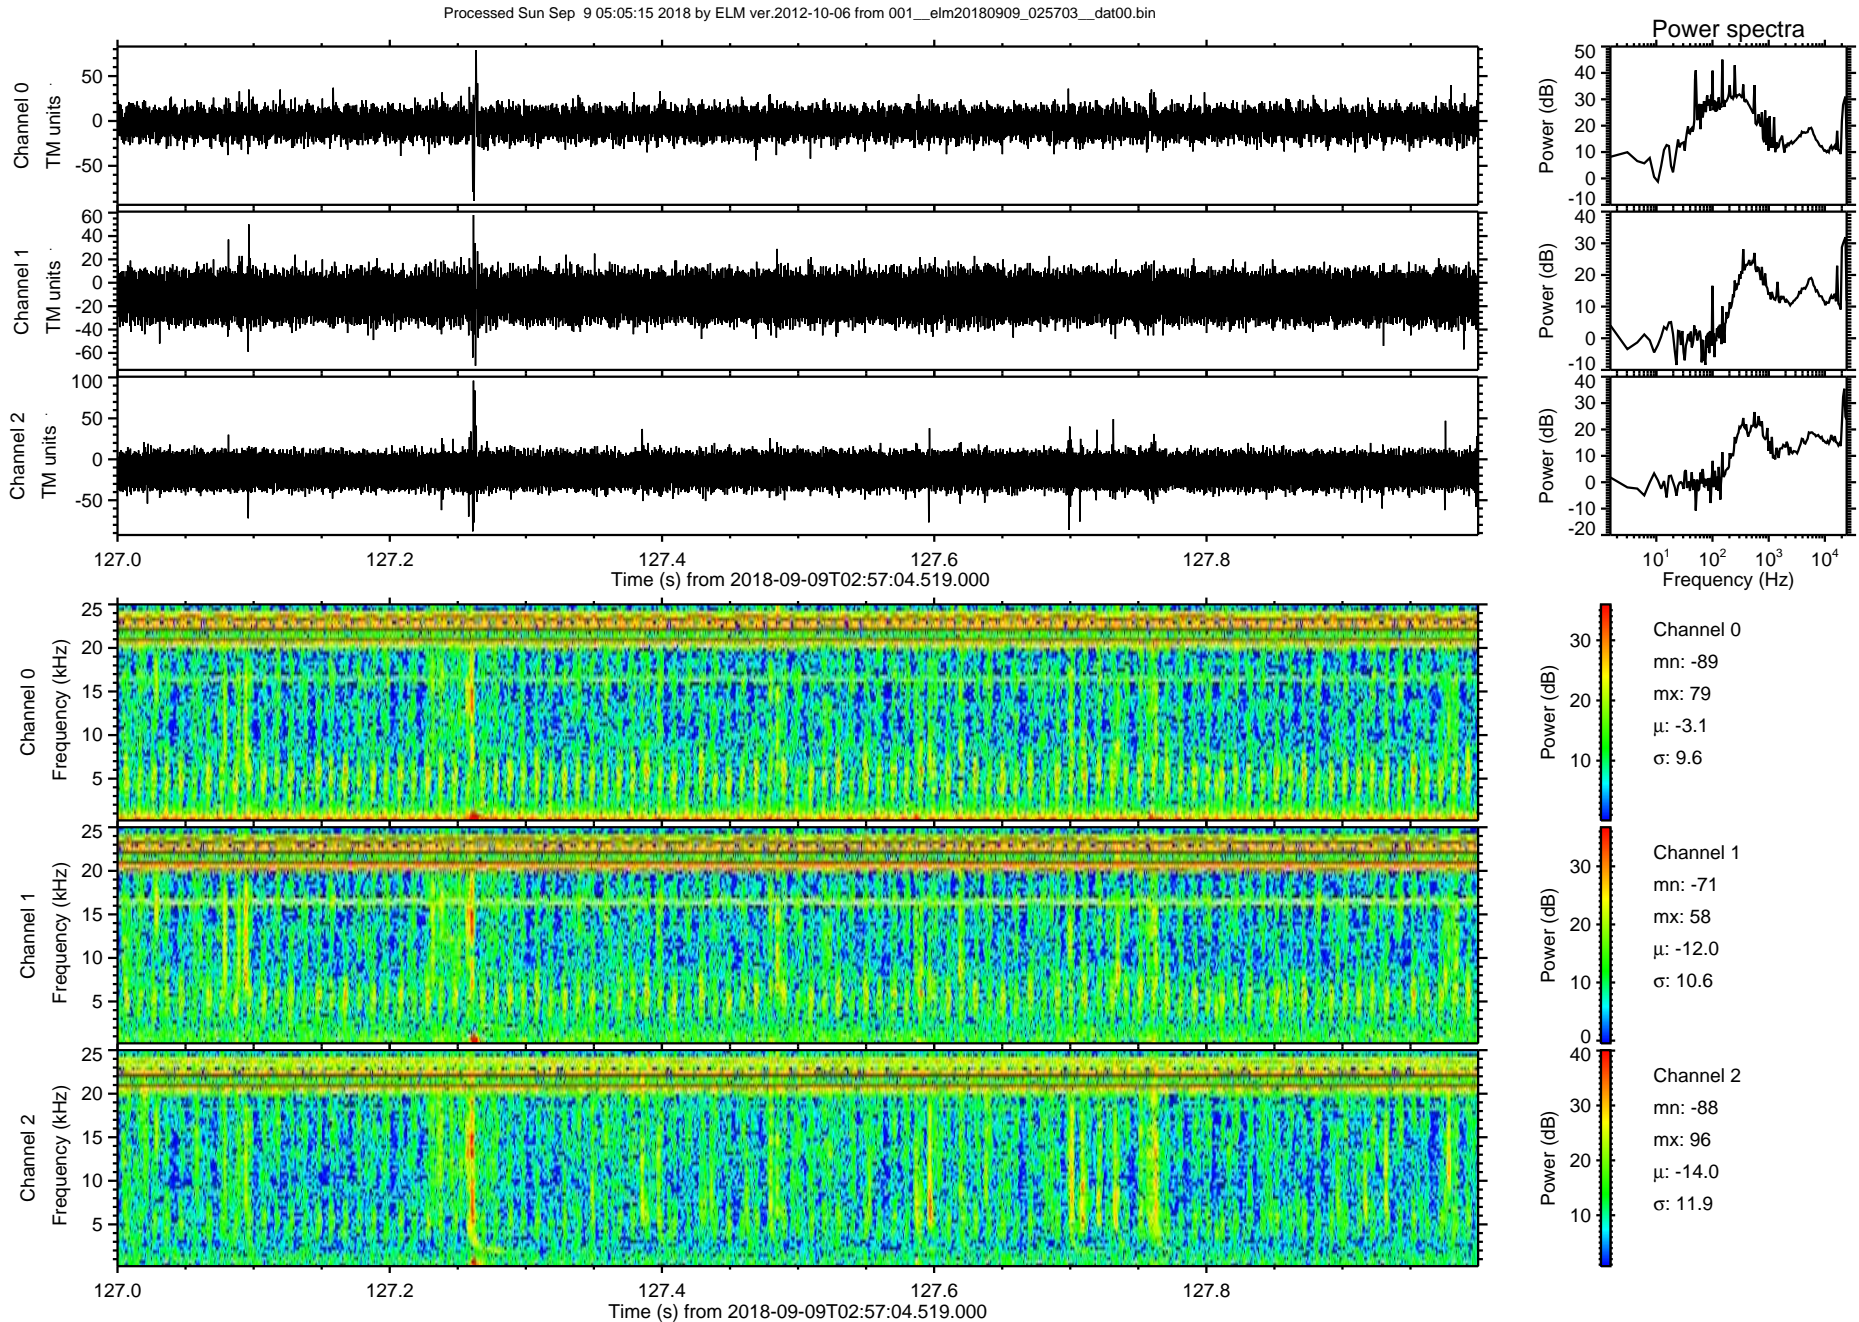 Processed Sun Sep 9 05:05:15 2018 by ELM ver.2012-10-06 from 001__elm20180909_025703__dat00.bin
Power spectra
Channel 0
TM units
50
0
-50
Power (dB)
50
40
30
20
10
0
-10
Channel 1
TM units
60
40
20
0
-20
-40
-60
Power (dB)
40
30
20
10
0
-10
Channel 2
TM units
100
50
0
-50
Power (dB)
40
30
20
10
0
-10
-20
127.0 127.2 127.4 127.6 127.8
Time (s) from 2018-09-09T02:57:04.519.000
10¹ 10² 10³ 10⁴
Frequency (Hz)
Channel 0
Frequency (kHz)
25
20
15
10
5
Power (dB)
30
20
10
Channel 0
mn: -89
mx: 79
μ: -3.1
σ: 9.6
Channel 1
Frequency (kHz)
25
20
15
10
5
Power (dB)
30
20
10
0
Channel 1
mn: -71
mx: 58
μ: -12.0
σ: 10.6
Channel 2
Frequency (kHz)
25
20
15
10
5
Power (dB)
40
30
20
10
Channel 2
mn: -88
mx: 96
μ: -14.0
σ: 11.9
127.0 127.2 127.4 127.6 127.8
Time (s) from 2018-09-09T02:57:04.519.000